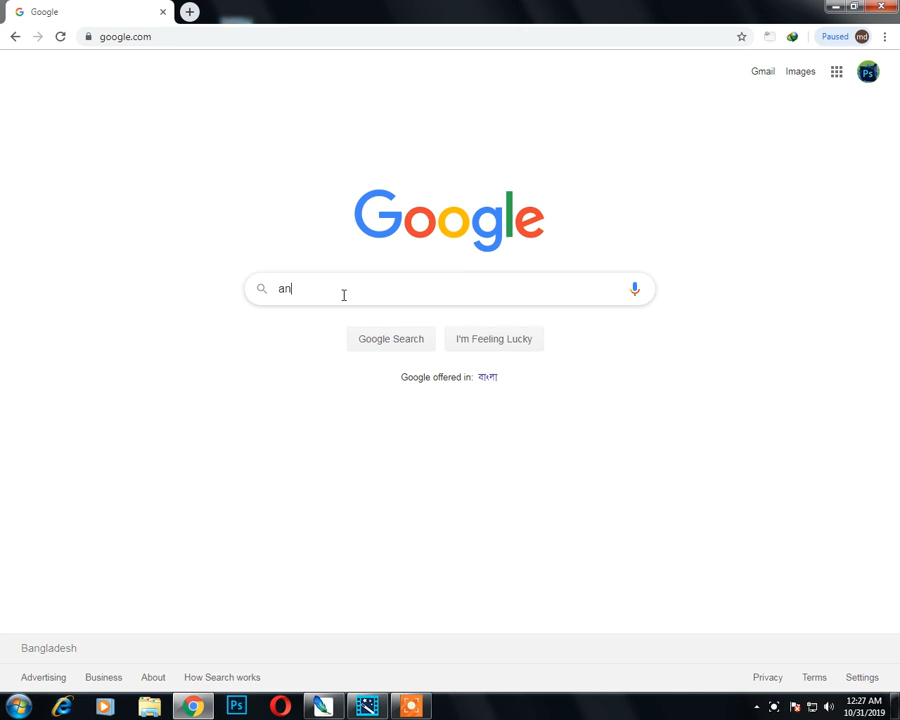 Google
google.com
Paused
md
Gmail
Images
Ps
Google
an
Google Search
I'm Feeling Lucky
Google offered in: বাংলা
Bangladesh
Advertising
Business
About
How Search works
Privacy
Terms
Settings
Ps
12:27 AM
10/31/2019